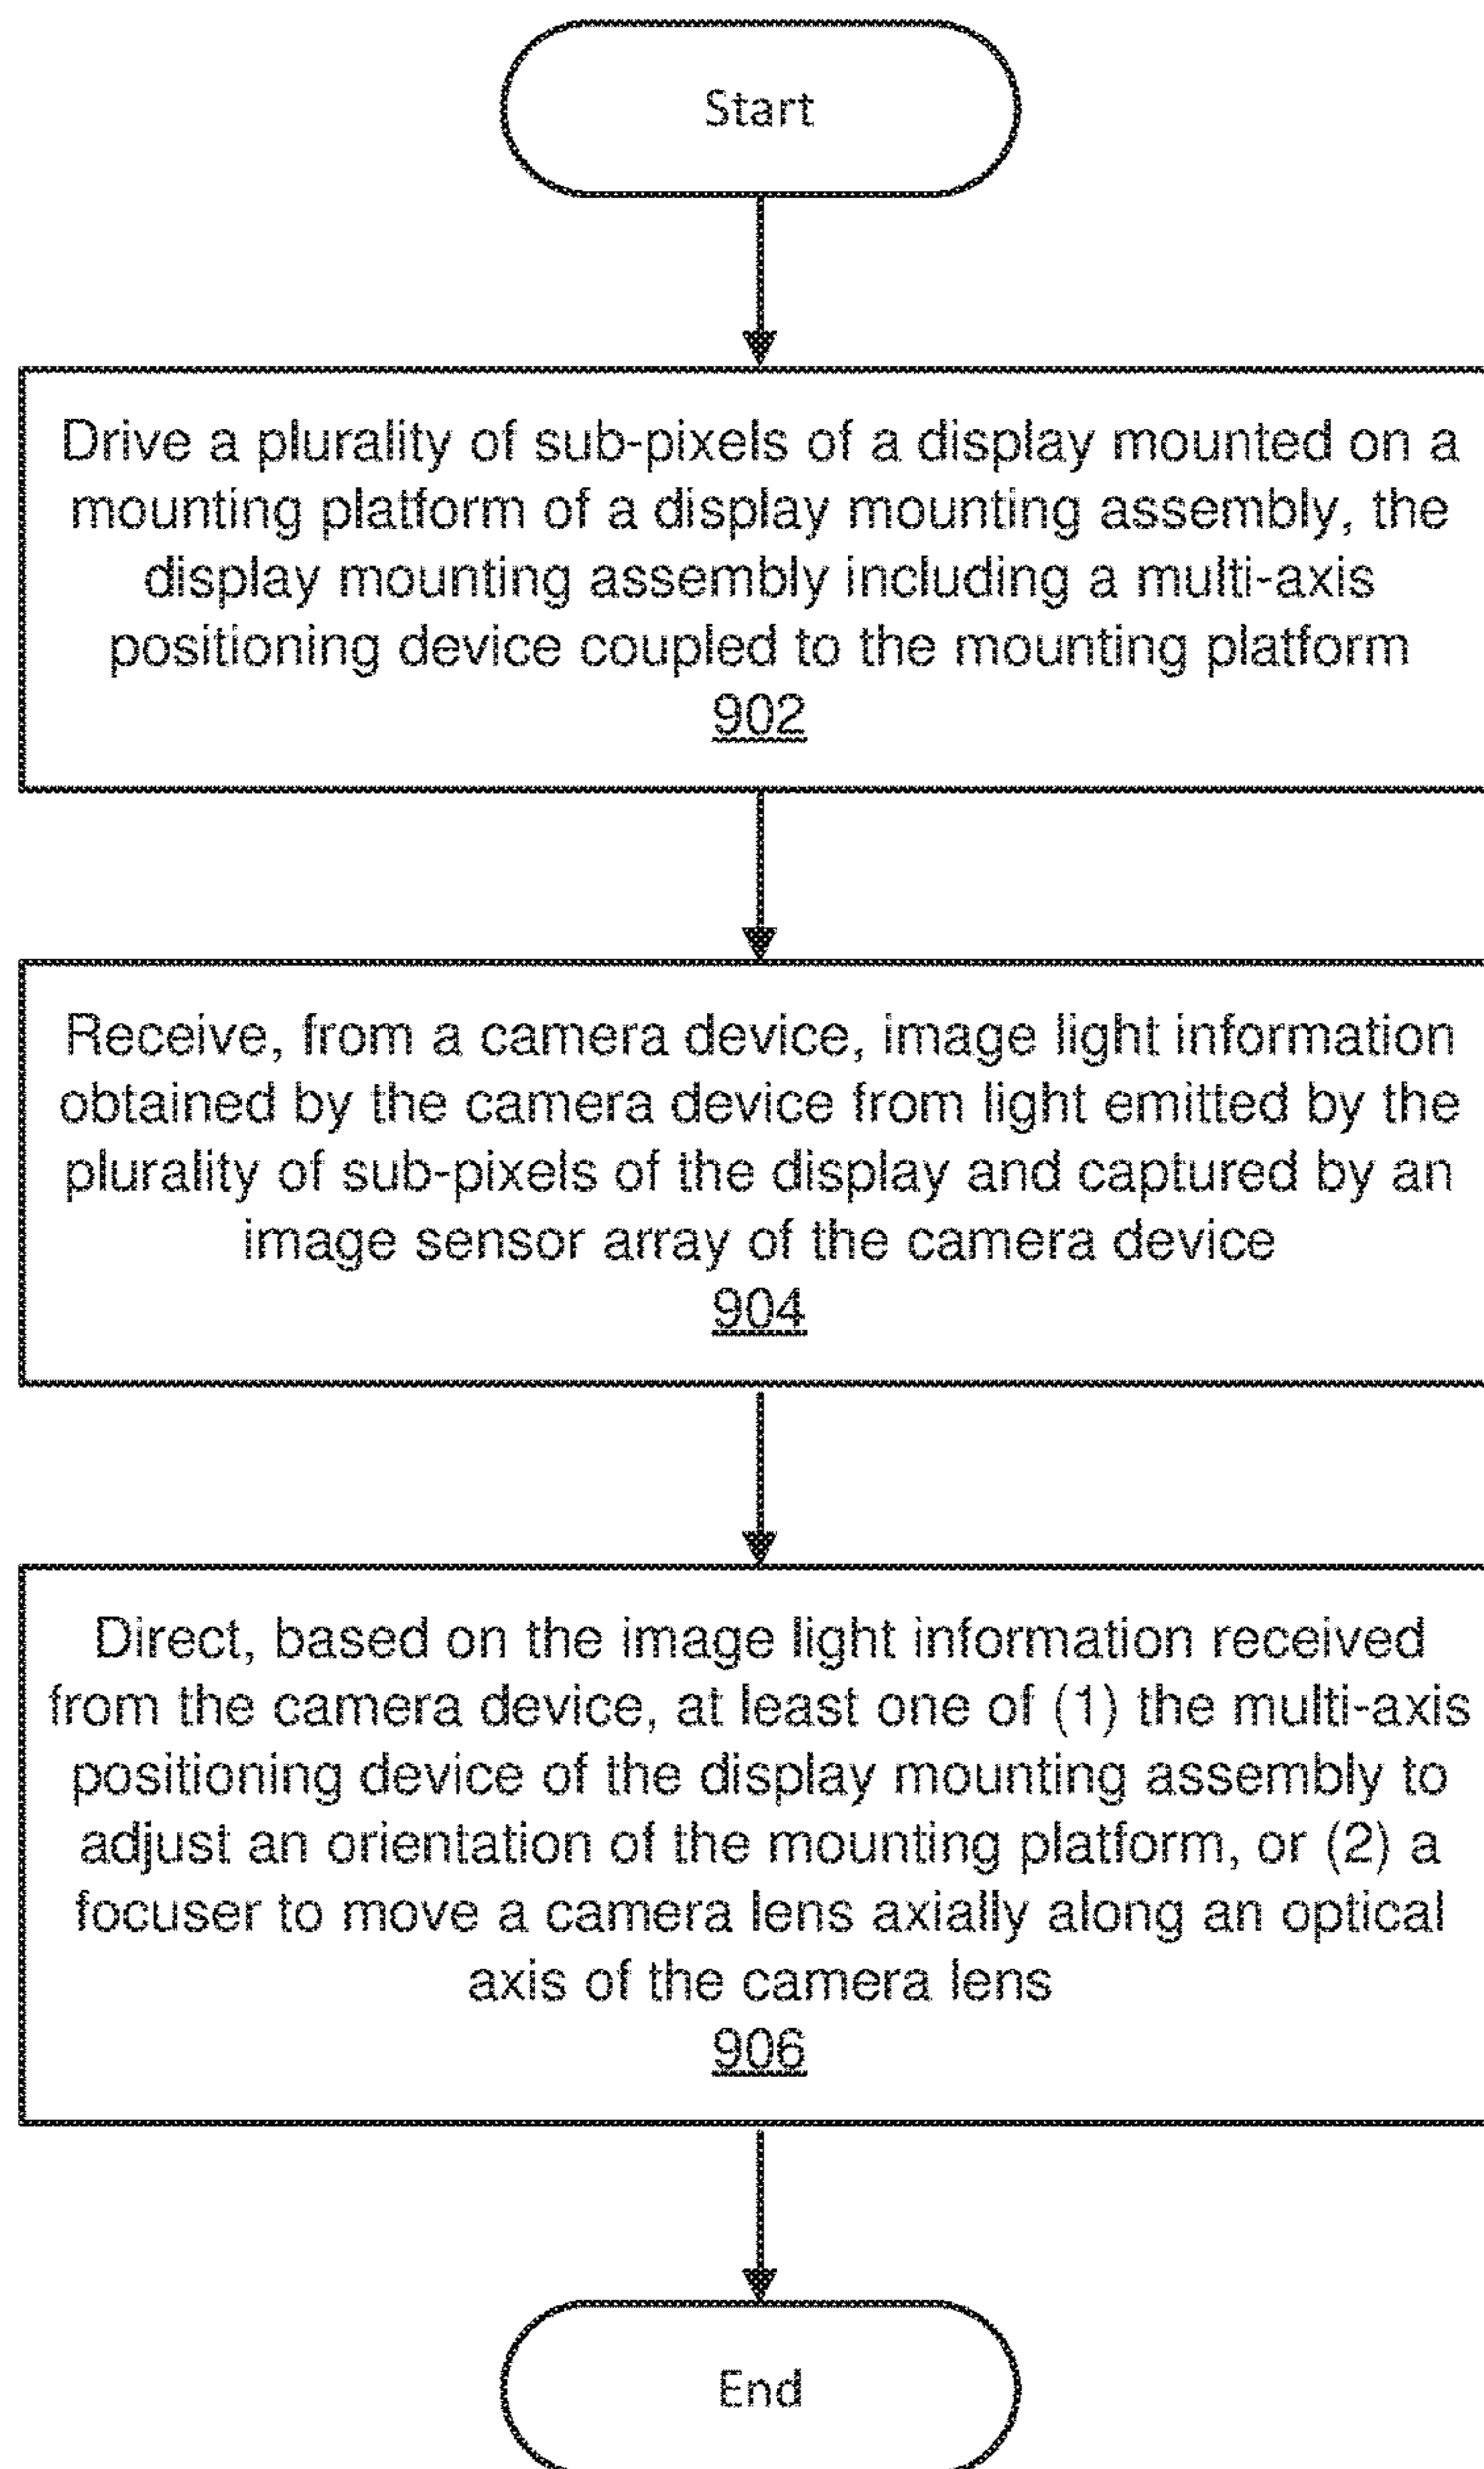 Start
Drive a plurality of sub-pixels of a display mounted on a
mounting platform of a display mounting assembly, the
display mounting assembly including a multi-axis
positioning device coupled to the mounting platform
902
Receive, from a camera device, image light information
obtained by the camera device from light emitted by the
plurality of sub-pixels of the display and captured by an
image sensor array of the camera device
904
Direct, based on the image light information received
from the camera device, at least one of (1) the multi-axis
positioning device of the display mounting assembly to
adjust an orientation of the mounting platform, or (2) a
focuser to move a camera lens axially along an optical
axis of the camera lens
906
End